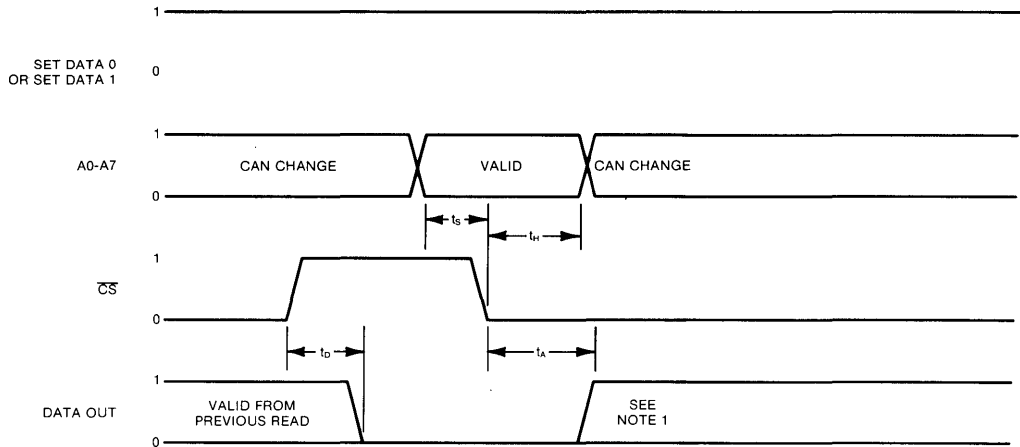 1
SET DATA 0
OR SET DATA 1
0
1
A0-A7
CAN CHANGE
VALID
CAN CHANGE
0
tS
tH
1
CS
0
tD
tA
1
DATA OUT
VALID FROM
PREVIOUS READ
SEE
NOTE 1
0